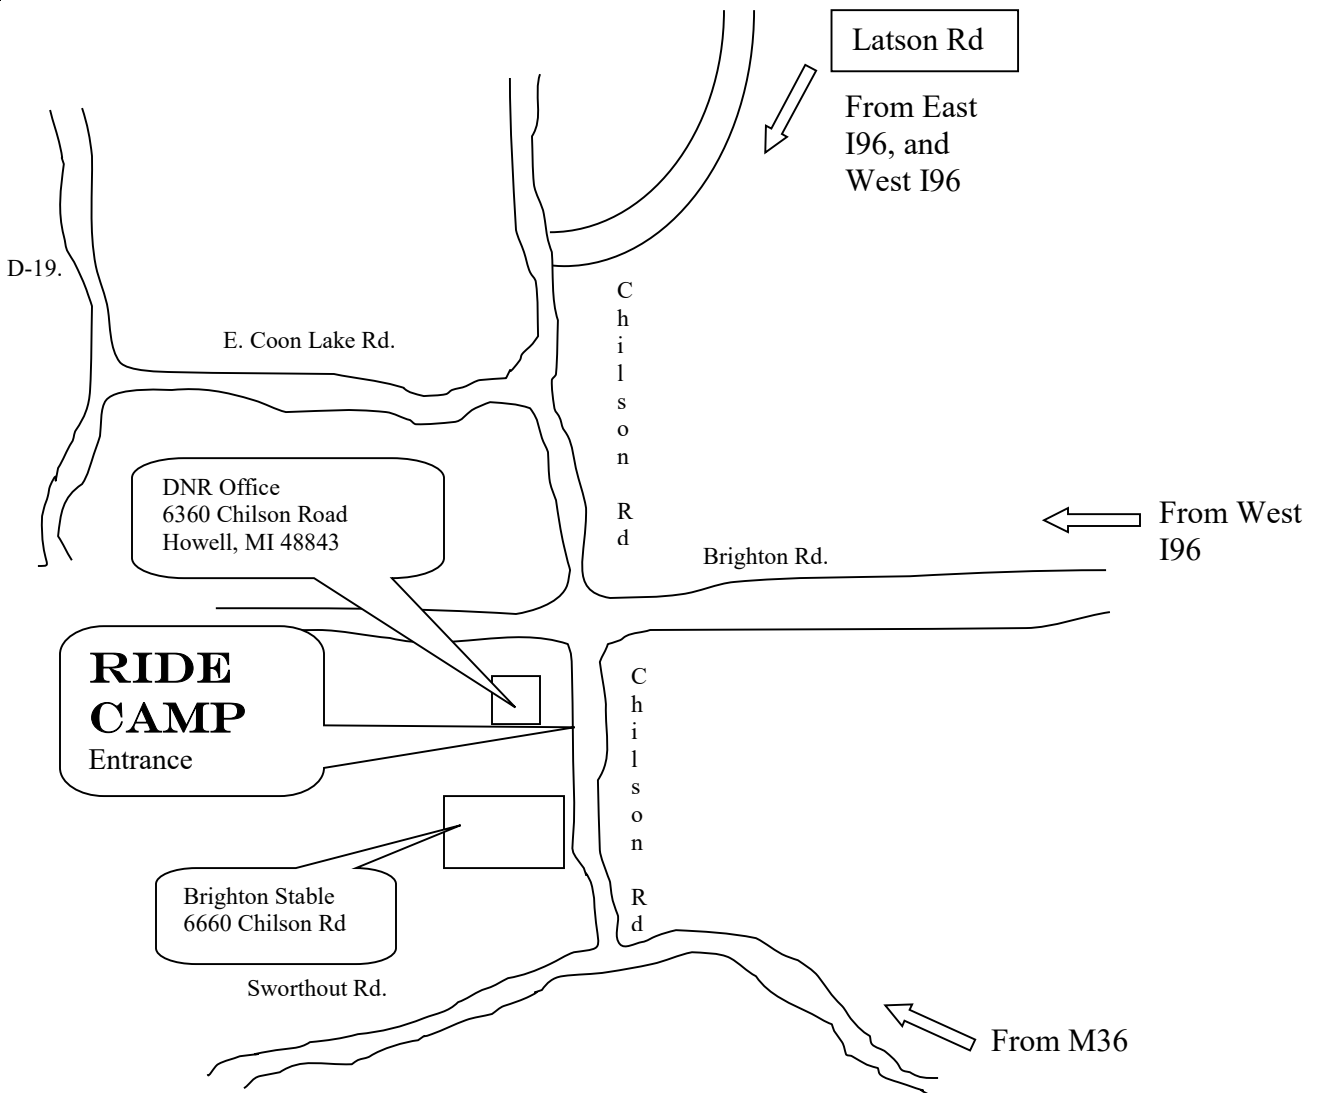 Latson Rd
From East
I96, and
West I96
D-19.
E. Coon Lake Rd.
C
h
i
l
s
o
n
R
d
DNR Office
6360 Chilson Road
Howell, MI 48843
From West
I96
Brighton Rd.
RIDE
CAMP
Entrance
C
h
i
l
s
o
n
R
d
Brighton Stable
6660 Chilson Rd
Sworthout Rd.
From M36